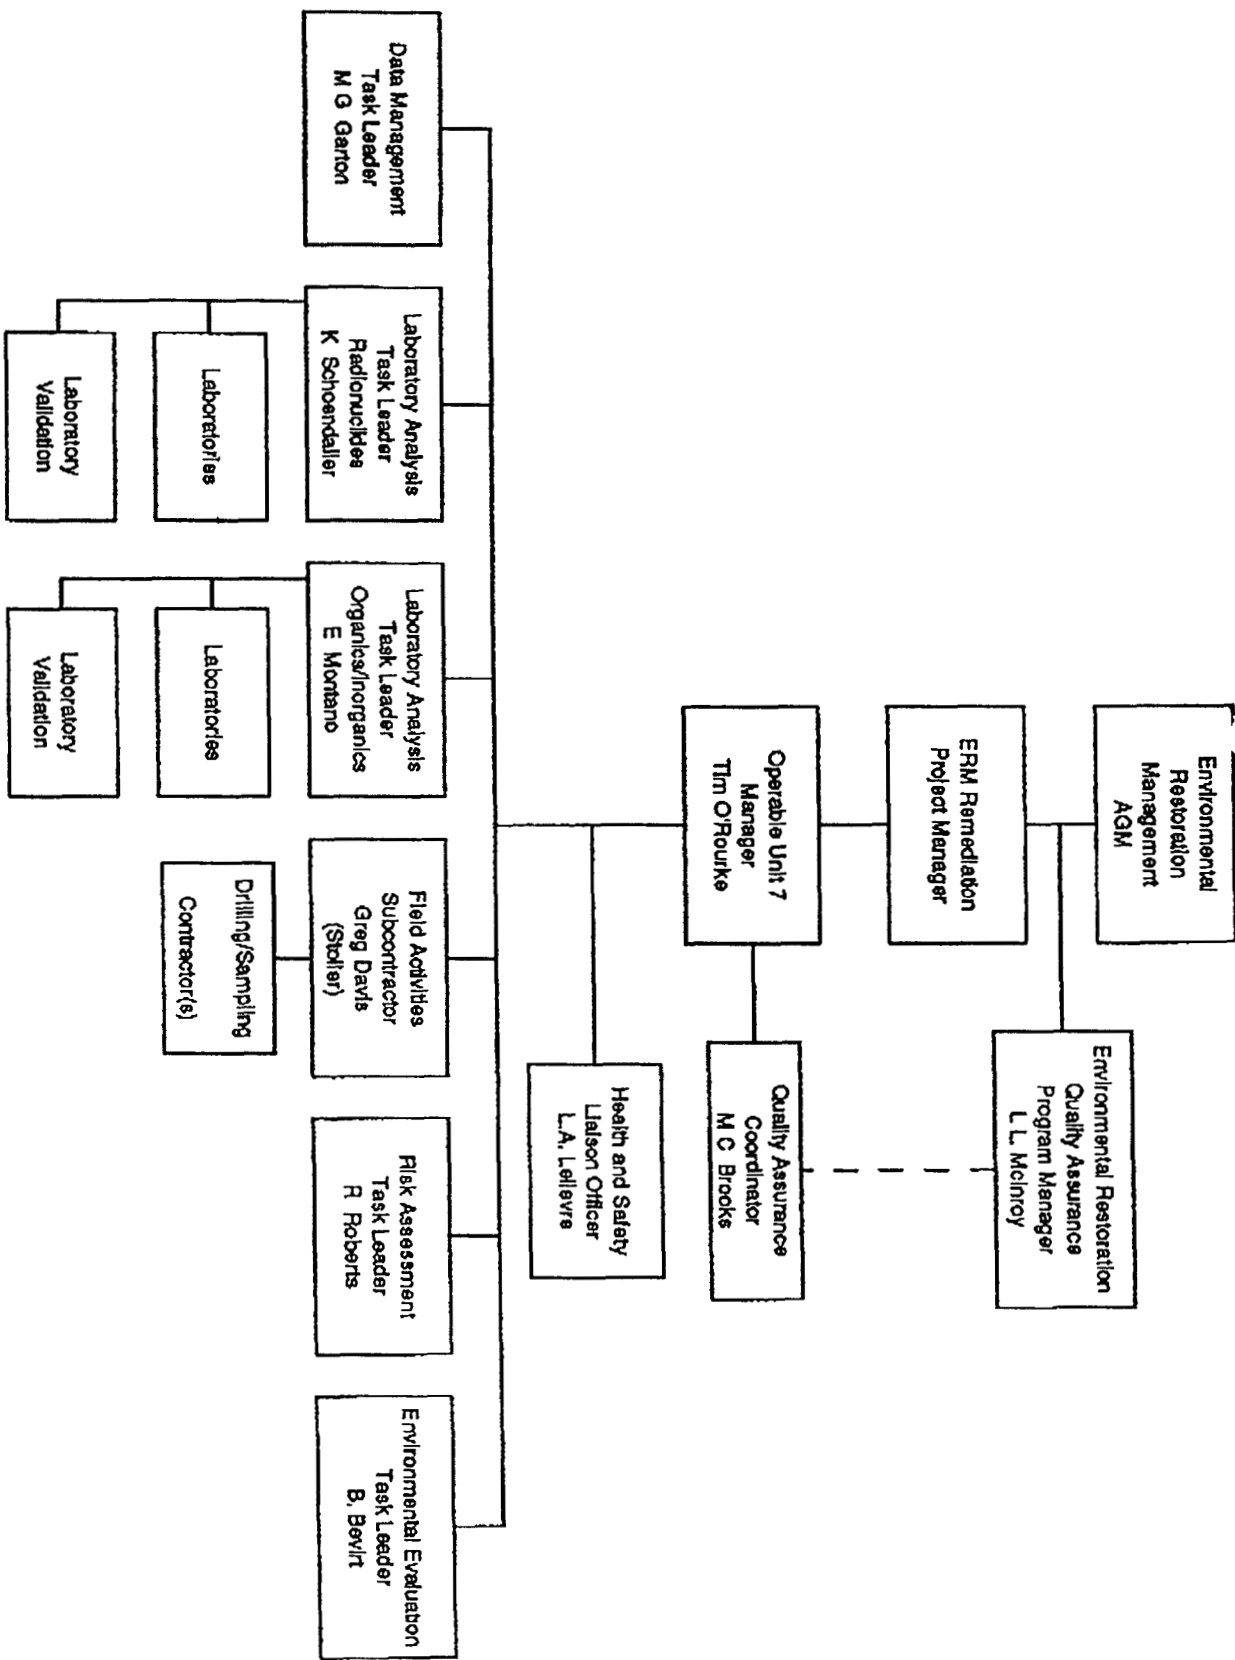 Environmental
Restoration
Management
AGM
Environmental Restoration
Quality Assurance
Program Manager
L L. McInroy
ERM Remediation
Project Manager
Operable Unit 7
Manager
Tim O'Rourke
Quality Assurance
Coordinator
M C Brooks
Health and Safety
Liaison Officer
L.A. Lelievre
Data Management
Task Leader
M G Garton
Laboratory Analysis
Task Leader
Radionuclides
K Schoendaller
Laboratories
Laboratory
Validation
Laboratory Analysis
Task Leader
Organics/Inorganics
E Montano
Laboratories
Laboratory
Validation
Field Activities
Subcontractor
Greg Davis
(Stoller)
Drilling/Sampling
Contractor(s)
Risk Assessment
Task Leader
R Roberts
Environmental Evaluation
Task Leader
B. Bevirt